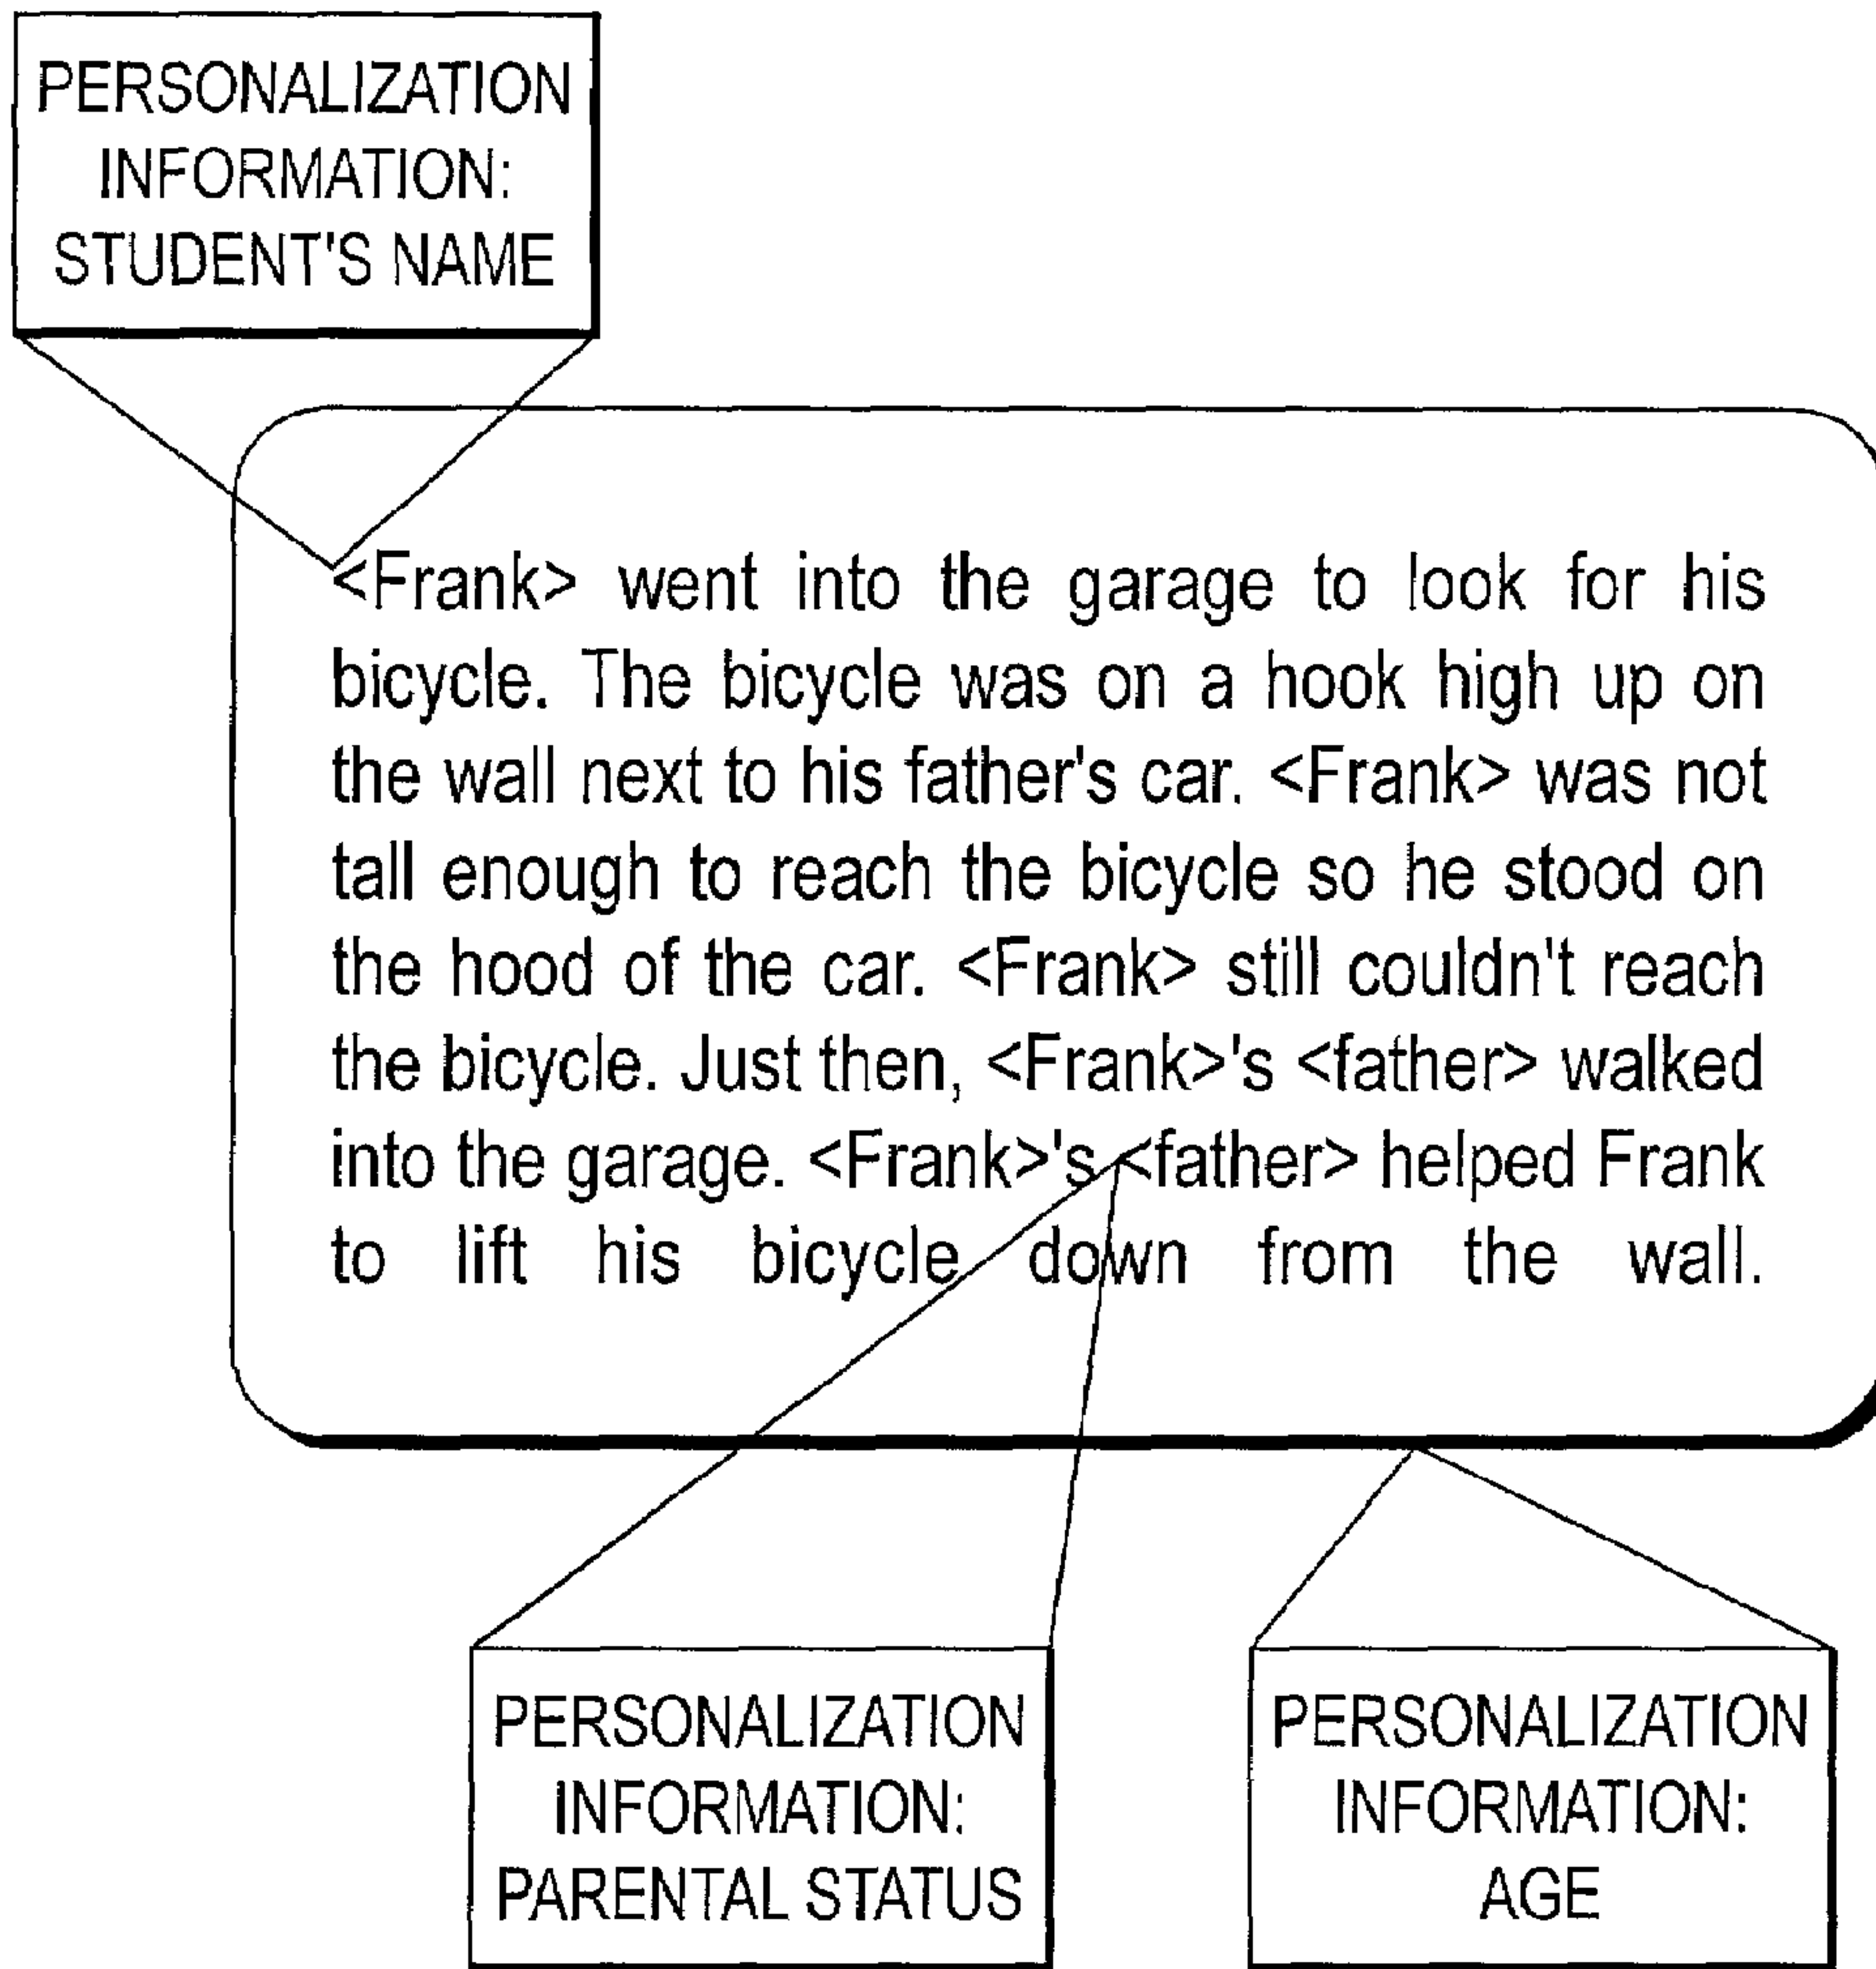 PERSONALIZATION
INFORMATION:
STUDENT'S NAME
<Frank> went into the garage to look for his
bicycle. The bicycle was on a hook high up on
the wall next to his father's car. <Frank> was not
tall enough to reach the bicycle so he stood on
the hood of the car. <Frank> still couldn't reach
the bicycle. Just then, <Frank>'s <father> walked
into the garage. <Frank>'s <father> helped Frank
to lift his bicycle down from the wall.
PERSONALIZATION
INFORMATION:
PARENTAL STATUS
PERSONALIZATION
INFORMATION:
AGE